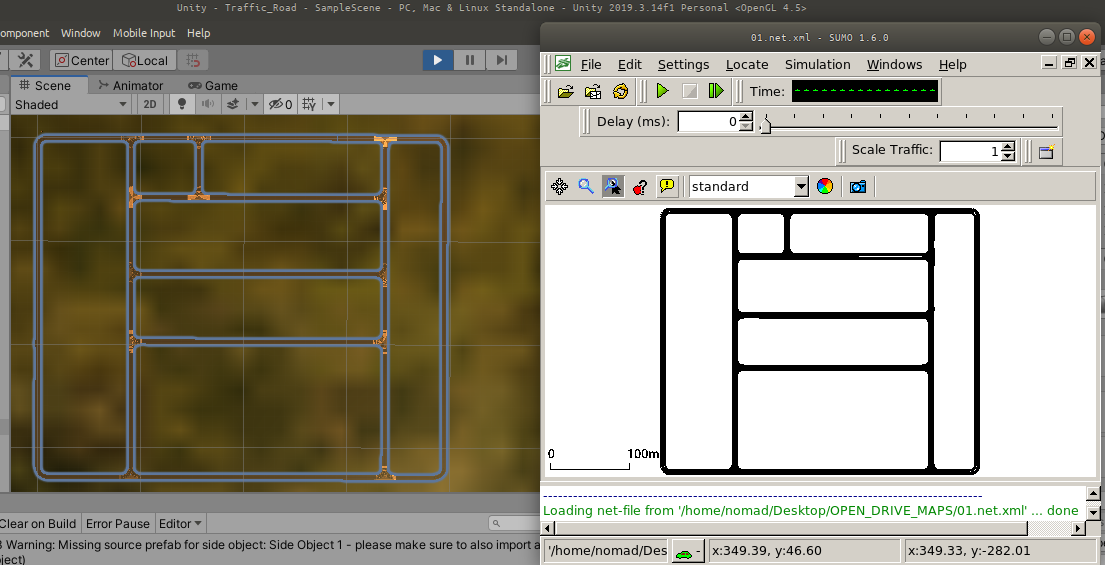 Unity - Traffic_Road - SampleScene - PC, Mac & Linux Standalone - Unity 2019.3.14f1 Personal <OpenGL 4.5>
omponent Window Mobile Input Help
Center Local
Scene Animator Game
Shaded 2D 0
Clear on Build Error Pause Editor
Warning: Missing source prefab for side object: Side Object 1 - please make sure to also import a
ject)
01.net.xml - SUMO 1.6.0
File Edit Settings Locate Simulation Windows Help
Time:
Delay (ms): 0
Scale Traffic: 1
standard
0 100m
Loading net-file from '/home/nomad/Desktop/OPEN_DRIVE_MAPS/01.net.xml' ... done
'/home/nomad/Des - x:349.39, y:46.60 x:349.33, y:-282.01